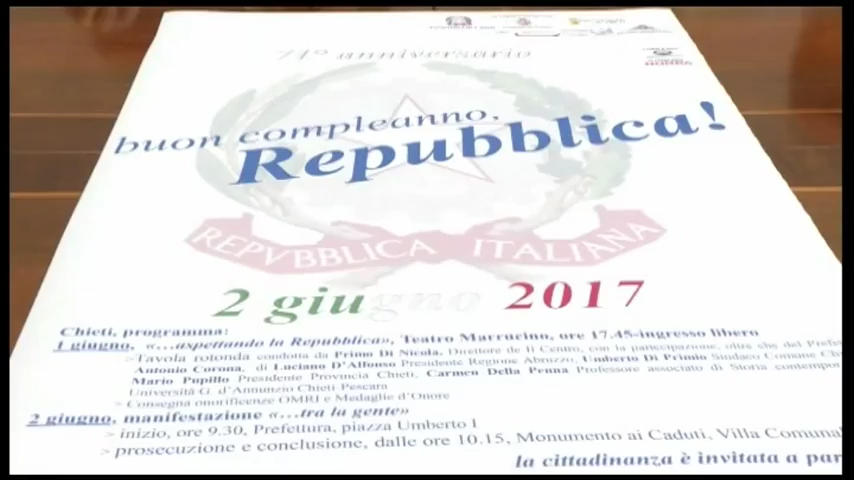 71° anniversario
buon compleanno,
Repubblica!
REPVBBLICA ITALIANA
2 giugno 2017
Chieti, programma:
1 giugno, «...aspettando la Repubblica», Teatro Marrucino, ore 17.45-ingresso libero
>Tavola rotonda condotta da Primo Di Nicola, Direttore de Il Centro, con la partecipazione, oltre che del Prefe
Antonio Corona, di Luciano D'Alfonso Presidente Regione Abruzzo, Umberto Di Primio Sindaco Comune Ch
Mario Pupillo Presidente Provincia Chieti, Carmen Della Penna Professore associato di Storia contempor
Università G. d'Annunzio Chieti Pescara
> Consegna onorificenze OMRI e Medaglie d'Onore
2 giugno, manifestazione «...tra la gente»
> inizio, ore 9.30, Prefettura, piazza Umberto I
> prosecuzione e conclusione, dalle ore 10.15, Monumento ai Caduti, Villa Comunal
la cittadinanza è invitata a par